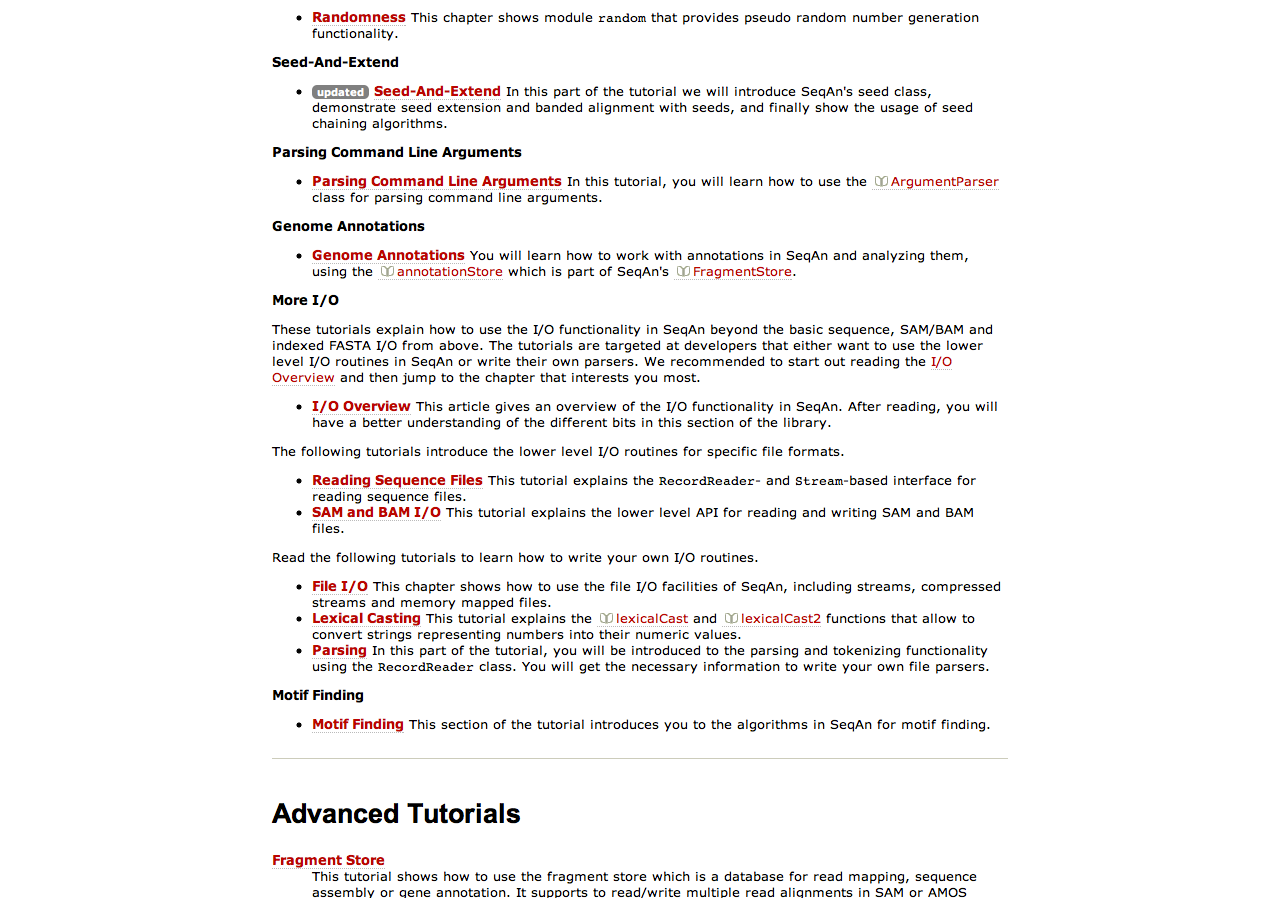 • Randomness This chapter shows module random that provides pseudo random number generation
functionality.
Seed-And-Extend
• updated Seed-And-Extend In this part of the tutorial we will introduce SeqAn's seed class,
demonstrate seed extension and banded alignment with seeds, and finally show the usage of seed
chaining algorithms.
Parsing Command Line Arguments
• Parsing Command Line Arguments In this tutorial, you will learn how to use the ArgumentParser
class for parsing command line arguments.
Genome Annotations
• Genome Annotations You will learn how to work with annotations in SeqAn and analyzing them,
using the annotationStore which is part of SeqAn's FragmentStore.
More I/O
These tutorials explain how to use the I/O functionality in SeqAn beyond the basic sequence, SAM/BAM and
indexed FASTA I/O from above. The tutorials are targeted at developers that either want to use the lower
level I/O routines in SeqAn or write their own parsers. We recommended to start out reading the I/O
Overview and then jump to the chapter that interests you most.
• I/O Overview This article gives an overview of the I/O functionality in SeqAn. After reading, you will
have a better understanding of the different bits in this section of the library.
The following tutorials introduce the lower level I/O routines for specific file formats.
• Reading Sequence Files This tutorial explains the RecordReader- and Stream-based interface for
reading sequence files.
• SAM and BAM I/O This tutorial explains the lower level API for reading and writing SAM and BAM
files.
Read the following tutorials to learn how to write your own I/O routines.
• File I/O This chapter shows how to use the file I/O facilities of SeqAn, including streams, compressed
streams and memory mapped files.
• Lexical Casting This tutorial explains the lexicalCast and lexicalCast2 functions that allow to
convert strings representing numbers into their numeric values.
• Parsing In this part of the tutorial, you will be introduced to the parsing and tokenizing functionality
using the RecordReader class. You will get the necessary information to write your own file parsers.
Motif Finding
• Motif Finding This section of the tutorial introduces you to the algorithms in SeqAn for motif finding.
Advanced Tutorials
Fragment Store
This tutorial shows how to use the fragment store which is a database for read mapping, sequence
assembly or gene annotation. It supports to read/write multiple read alignments in SAM or AMOS